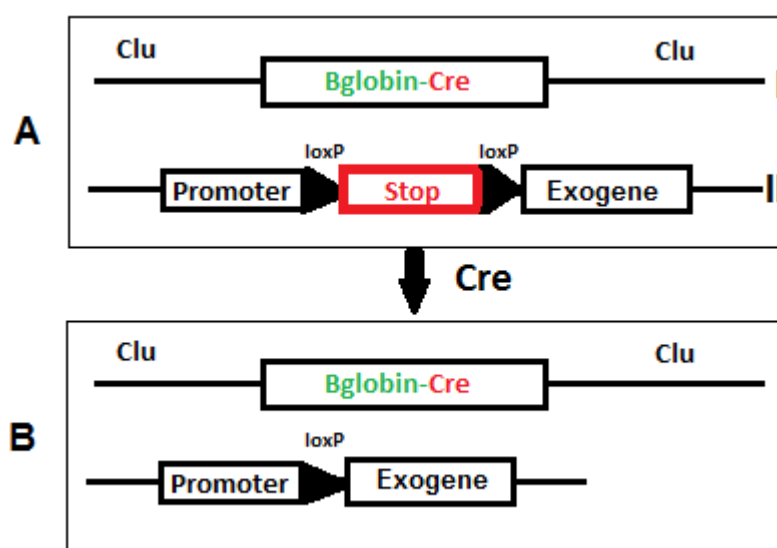 Clu Clu
Bglobin-Cre
A
loxP loxP
Promoter Stop Exogene
Cre
Clu Clu
Bglobin-Cre
B
loxP
Promoter Exogene